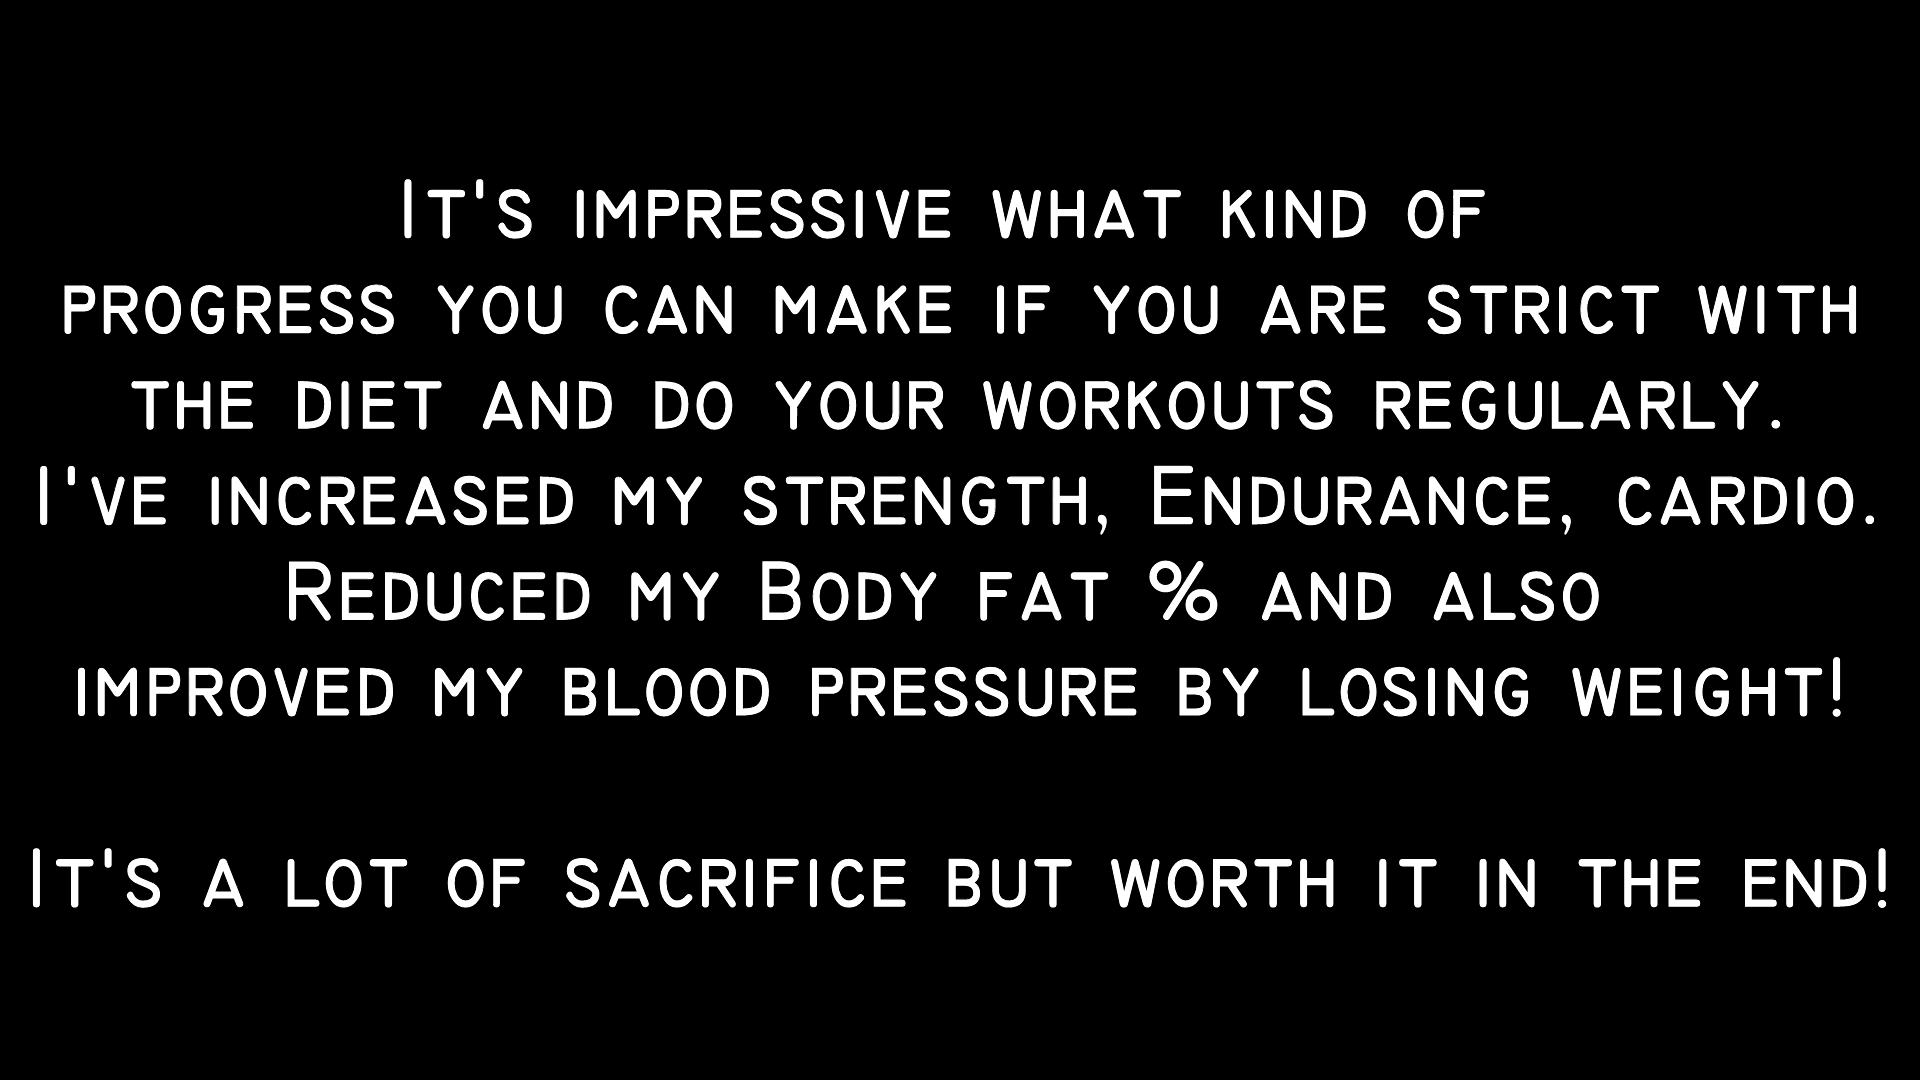 It's impressive what kind of
progress you can make if you are strict with
the diet and do your workouts regularly.
I've increased my strength, Endurance, cardio.
Reduced my Body fat % and also
improved my blood pressure by losing weight!
It's a lot of sacrifice but worth it in the end!